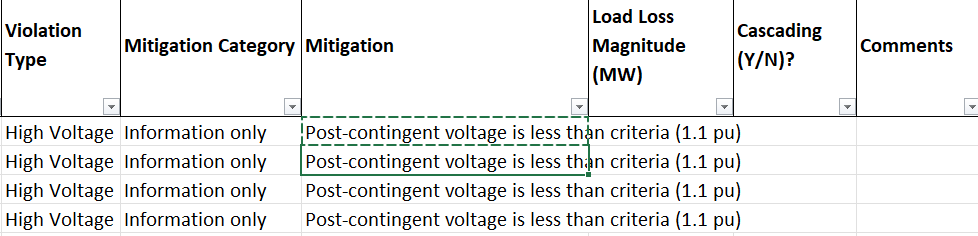 Violation Type
Mitigation Category
Mitigation
Load Loss Magnitude (MW)
Cascading (Y/N)?
Comments
High Voltage Information only Post-contingent voltage is less than criteria (1.1 pu)
High Voltage Information only Post-contingent voltage is less than criteria (1.1 pu)
High Voltage Information only Post-contingent voltage is less than criteria (1.1 pu)
High Voltage Information only Post-contingent voltage is less than criteria (1.1 pu)